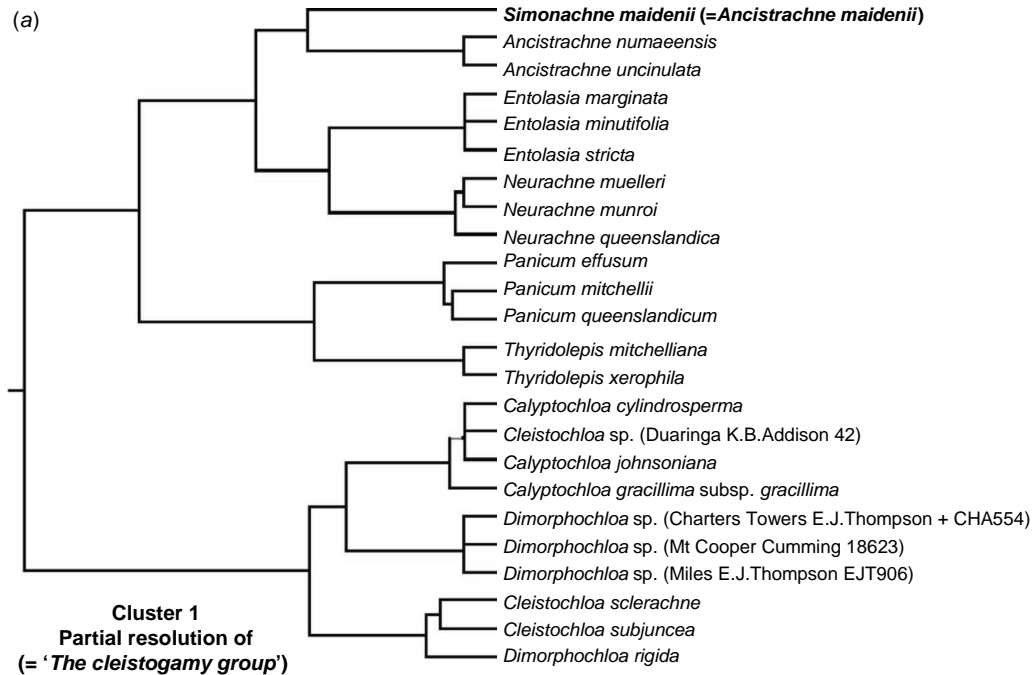 (a)
Simonachne maidenii (=Ancistrachne maidenii)
Ancistrachne numaeensis
Ancistrachne uncinulata
Entolasia marginata
Entolasia minutifolia
Entolasia stricta
Neurachne muelleri
Neurachne munroi
Neurachne queenslandica
Panicum effusum
Panicum mitchellii
Panicum queenslandicum
Thyridolepis mitchelliana
Thyridolepis xerophila
Calyptochloa cylindrosperma
Cleistochloa sp. (Duaringa K.B.Addison 42)
Calyptochloa johnsoniana
Calyptochloa gracillima subsp. gracillima
Dimorphochloa sp. (Charters Towers E.J.Thompson + CHA554)
Dimorphochloa sp. (Mt Cooper Cumming 18623)
Dimorphochloa sp. (Miles E.J.Thompson EJT906)
Cleistochloa sclerachne
Cleistochloa subjuncea
Dimorphochloa rigida
Cluster 1
Partial resolution of
(= ‘The cleistogamy group’)